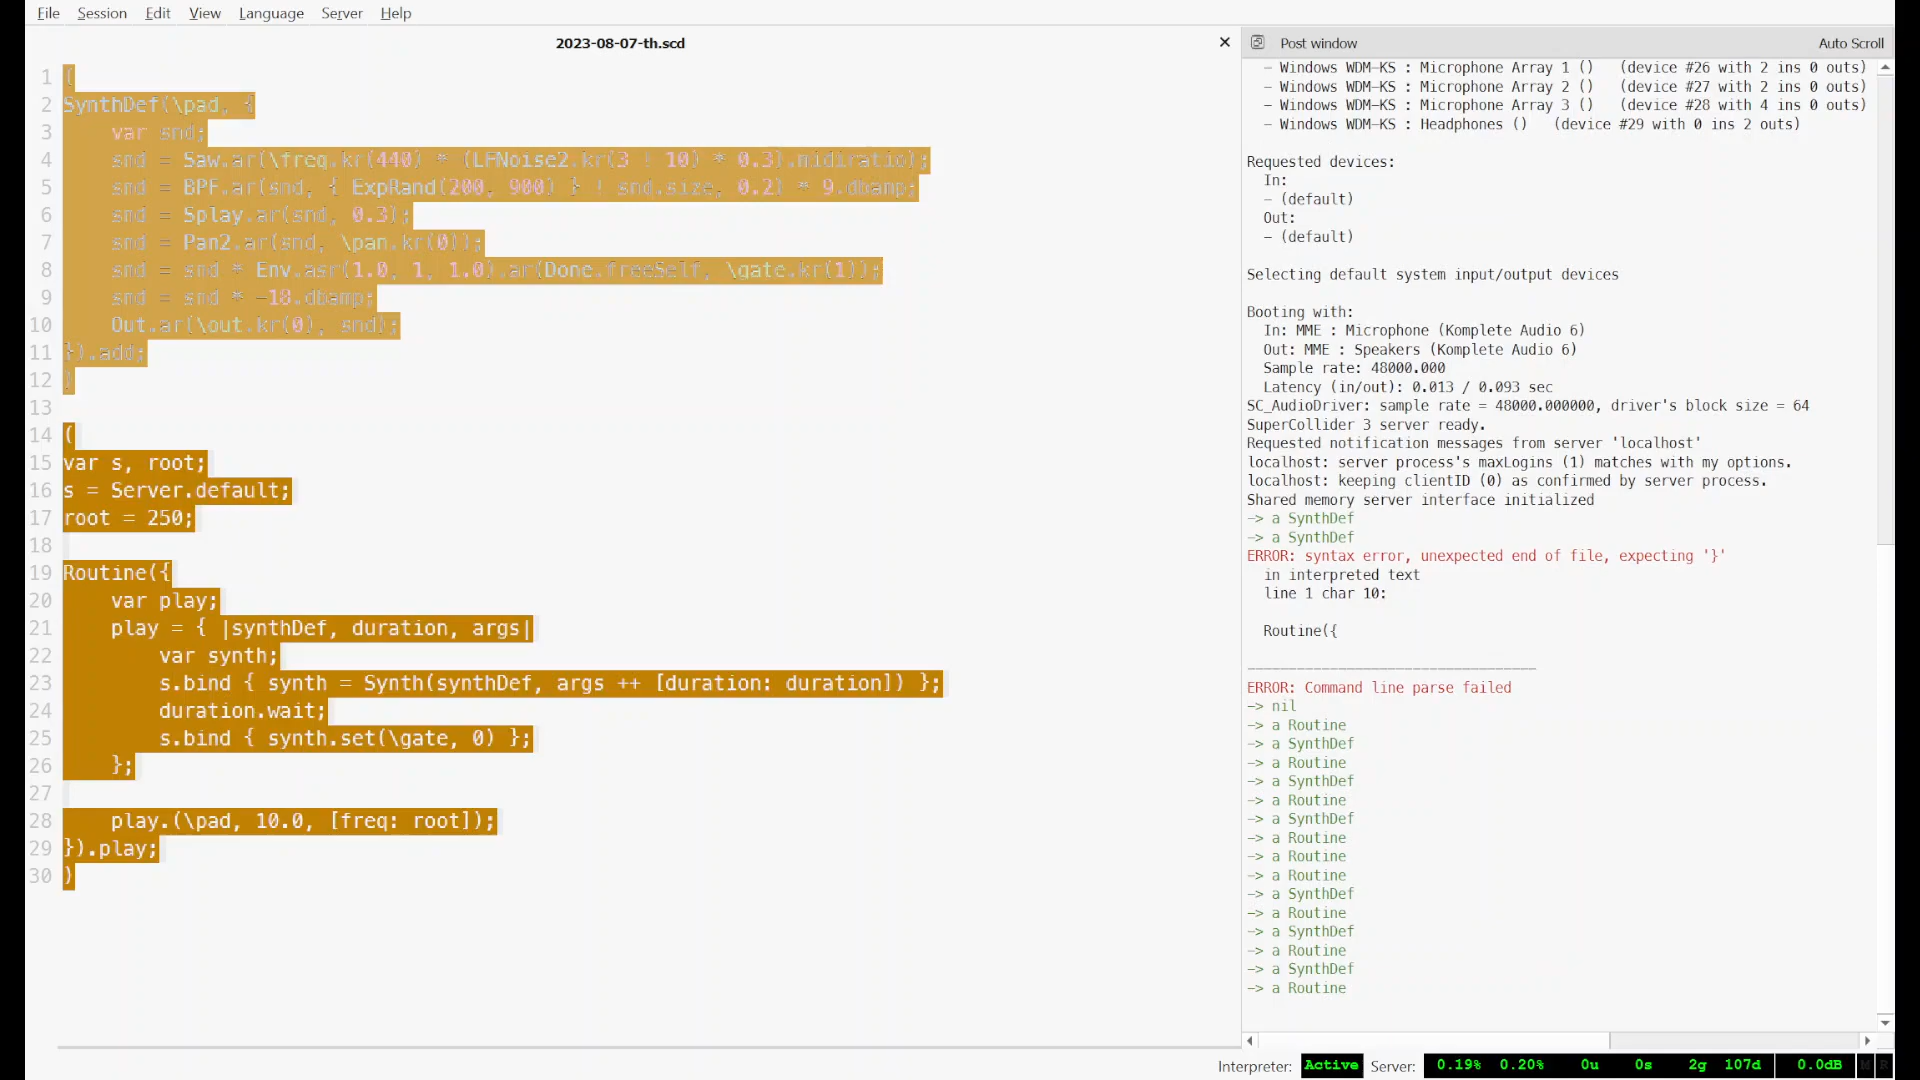 File Session Edit View Language Server Help
2023-08-07-th.scd
1 (
2 SynthDef(\pad, {
3 var snd;
4 snd = Saw.ar(\freq.kr(440) * (LFNoise2.kr(3 ! 10) * 0.3).midiratio);
5 snd = BPF.ar(snd, { ExpRand(200, 900) } ! snd.size, 0.2) * 9.dbamp;
6 snd = Splay.ar(snd, 0.3);
7 snd = Pan2.ar(snd, \pan.kr(0));
8 snd = snd * Env.asr(1.0, 1, 1.0).ar(Done.freeSelf, \gate.kr(1));
9 snd = snd * -18.dbamp;
10 Out.ar(\out.kr(0), snd);
11 }).add;
12 )
13
14 (
15 var s, root;
16 s = Server.default;
17 root = 250;
18
19 Routine({
20 var play;
21 play = { |synthDef, duration, args|
22 var synth;
23 s.bind { synth = Synth(synthDef, args ++ [duration: duration]) };
24 duration.wait;
25 s.bind { synth.set(\gate, 0) };
26 };
27
28 play.(\pad, 10.0, [freq: root]);
29 }).play;
30 )
Post window Auto Scroll
- Windows WDM-KS : Microphone Array 1 () (device #26 with 2 ins 0 outs)
- Windows WDM-KS : Microphone Array 2 () (device #27 with 2 ins 0 outs)
- Windows WDM-KS : Microphone Array 3 () (device #28 with 4 ins 0 outs)
- Windows WDM-KS : Headphones () (device #29 with 0 ins 2 outs)
Requested devices:
In:
- (default)
Out:
- (default)
Selecting default system input/output devices
Booting with:
In: MME : Microphone (Komplete Audio 6)
Out: MME : Speakers (Komplete Audio 6)
Sample rate: 48000.000
Latency (in/out): 0.013 / 0.093 sec
SC_AudioDriver: sample rate = 48000.000000, driver's block size = 64
SuperCollider 3 server ready.
Requested notification messages from server 'localhost'
localhost: server process's maxLogins (1) matches with my options.
localhost: keeping clientID (0) as confirmed by server process.
Shared memory server interface initialized
-> a SynthDef
-> a SynthDef
ERROR: syntax error, unexpected end of file, expecting '}'
in interpreted text
line 1 char 10:
Routine({
___________________________________
ERROR: Command line parse failed
-> nil
-> a Routine
-> a SynthDef
-> a Routine
-> a SynthDef
-> a Routine
-> a SynthDef
-> a Routine
-> a Routine
-> a Routine
-> a SynthDef
-> a Routine
-> a SynthDef
-> a Routine
-> a SynthDef
-> a Routine
Interpreter: Active Server: 0.19% 0.20% 0u 0s 2g 107d 0.0dB M R